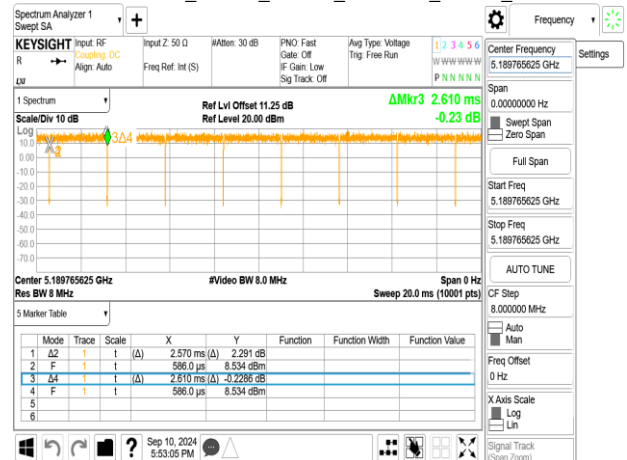 Spectrum Analyzer 1
Swept SA
+
Frequency
KEYSIGHT
R
Input: RF
Coupling: DC
Align: Auto
Input Z: 50 Ω
Freq Ref: Int (S)
#Atten: 30 dB
PNO: Fast
Gate: Off
IF Gain: Low
Sig Track: Off
Avg Type: Voltage
Trig: Free Run
1 2 3 4 5 6
W W W W W W
P N N N N N
Center Frequency
5.189765625 GHz
Settings
Span
0.00000000 Hz
Swept Span
Zero Span
Full Span
Start Freq
5.189765625 GHz
Stop Freq
5.189765625 GHz
AUTO TUNE
CF Step
8.000000 MHz
Auto
Man
Freq Offset
0 Hz
X Axis Scale
Log
Lin
Signal Track
(Span Zoom)
1 Spectrum
Scale/Div 10 dB
Ref Lvl Offset 11.25 dB
Ref Level 20.00 dBm
ΔMkr3 2.610 ms
-0.23 dB
Log
10.0
0.00
-10.0
-20.0
-30.0
-40.0
-50.0
-60.0
-70.0
3Δ4
Center 5.189765625 GHz
Res BW 8 MHz
#Video BW 8.0 MHz
Span 0 Hz
Sweep 20.0 ms (10001 pts)
5 Marker Table
Mode Trace Scale X Y Function Function Width Function Value
1 Δ2 1 t (Δ) 2.570 ms (Δ) 2.291 dB
2 F 1 t 586.0 µs 8.534 dBm
3 Δ4 1 t (Δ) 2.610 ms (Δ) -0.2286 dB
4 F 1 t 586.0 µs 8.534 dBm
5
6
?
Sep 10, 2024
5:53:05 PM